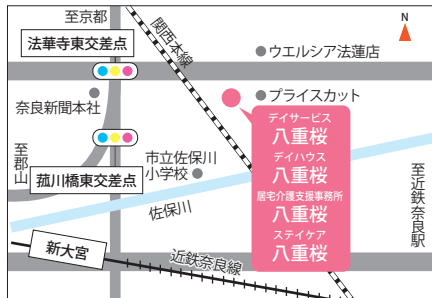 至京都
法華寺東交差点
関西本線
N
ウエルシア法蓮店
奈良新聞本社
プライスカット
デイサービス
八重桜
デイハウス
八重桜
居宅介護支援事務所
八重桜
ステイケア
八重桜
至郡山
菰川橋東交差点
市立佐保川
小学校
佐保川
至近鉄奈良駅
新大宮
近鉄奈良線